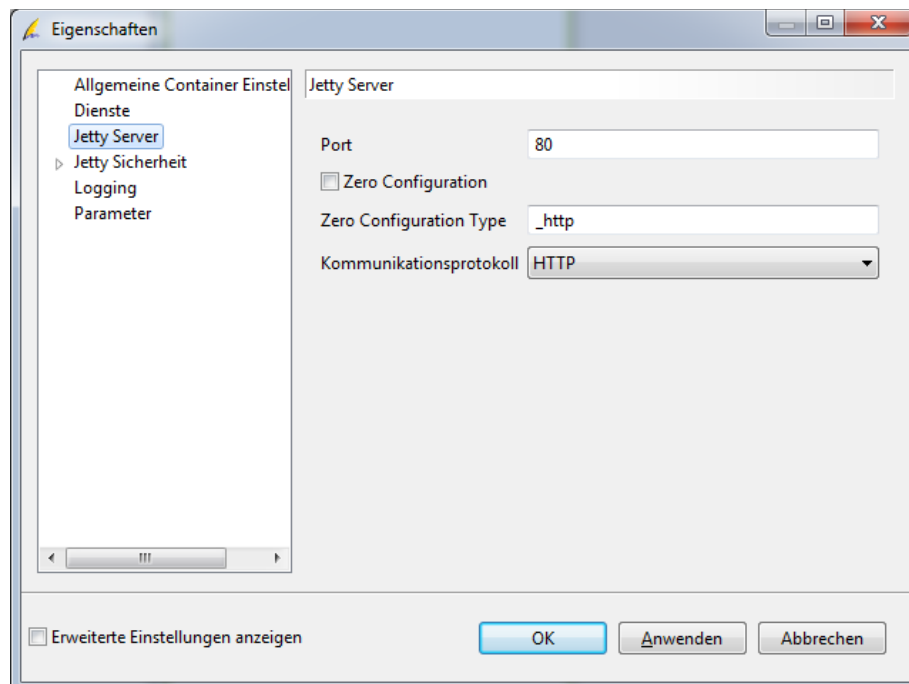 Eigenschaften
Allgemeine Container Einstel
Dienste
Jetty Server
Jetty Sicherheit
Logging
Parameter
Jetty Server
Port 80
Zero Configuration
Zero Configuration Type _http
Kommunikationsprotokoll HTTP
Erweiterte Einstellungen anzeigen OK Anwenden Abbrechen